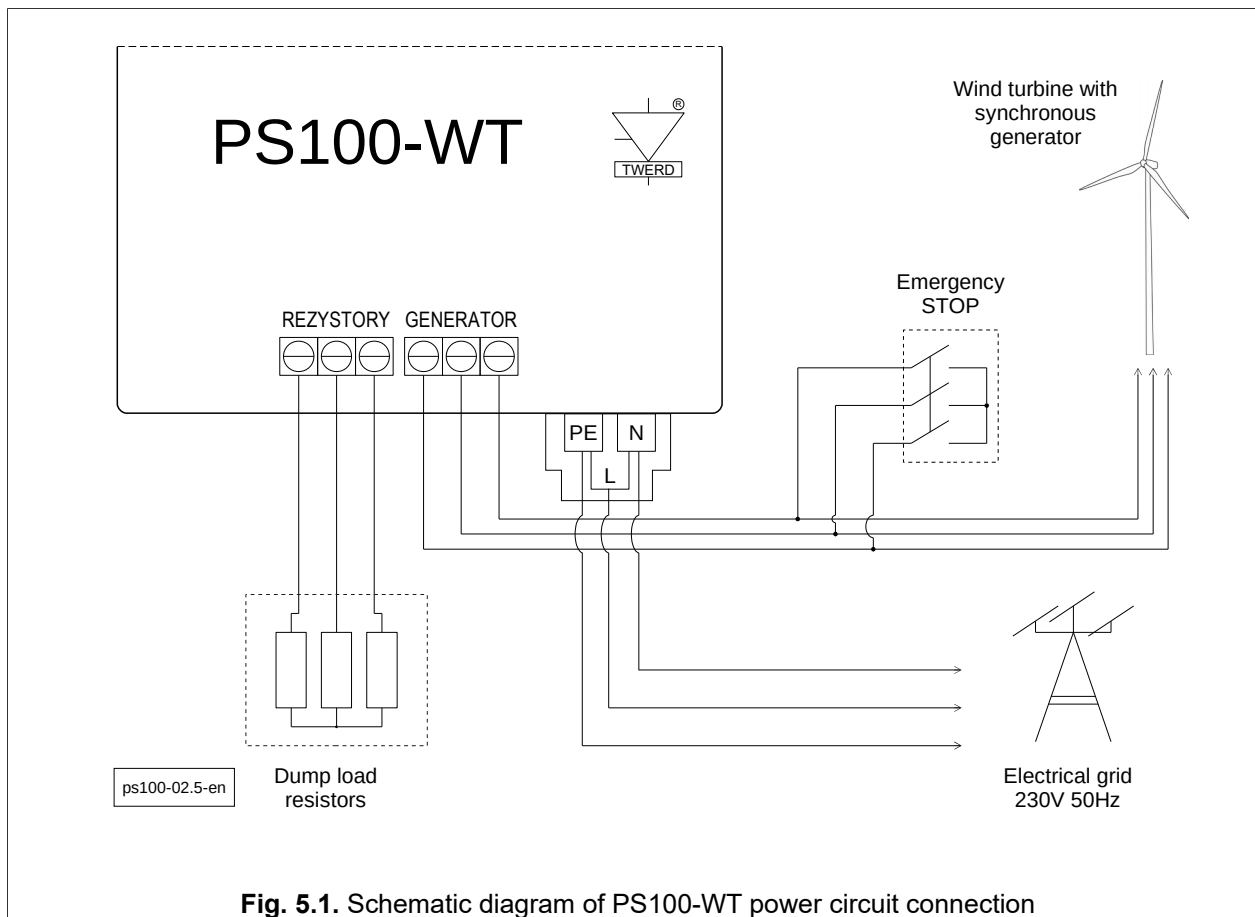 PS100-WT
®
TWERD
Wind turbine with
synchronous
generator
Emergency
STOP
REZYSTORY GENERATOR
PE N
L
ps100-02.5-en
Dump load
resistors
Electrical grid
230V 50Hz
Fig. 5.1. Schematic diagram of PS100-WT power circuit connection